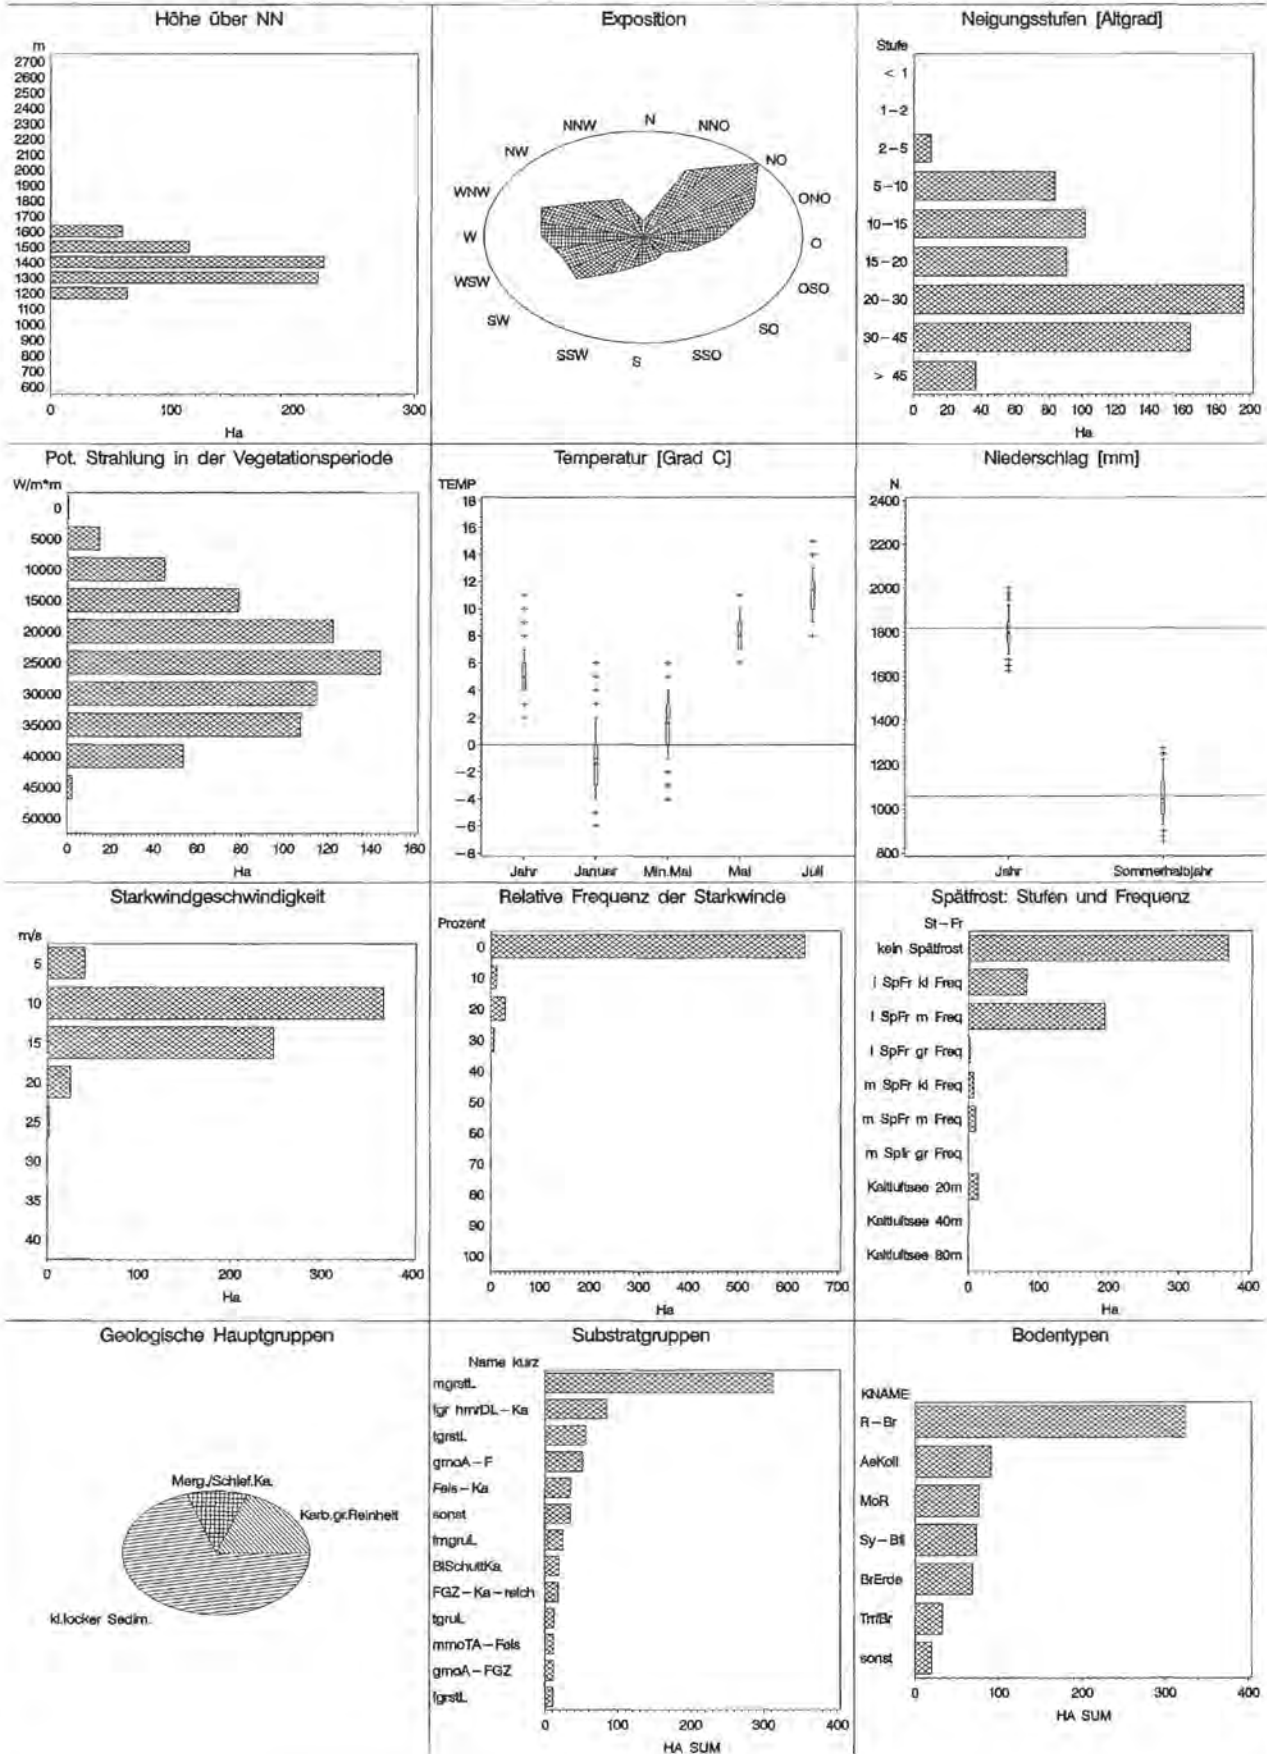 Höhe über NN
m
2700
2600
2500
2400
2300
2200
2100
2000
1900
1800
1700
1600
1500
1400
1300
1200
1100
1000
900
800
700
600
0 100 200 300
Ha
Exposition
N
NNO
NO
ONO
O
OSO
SO
SSO
S
SSW
SW
WSW
W
WNW
NW
NNW
Neigungsstufen [Altgrad]
Stufe
< 1
1-2
2-5
5-10
10-15
15-20
20-30
30-45
> 45
0 20 40 60 80 100 120 140 160 180 200
Ha
Pot. Strahlung in der Vegetationsperiode
W/m*m
0
5000
10000
15000
20000
25000
30000
35000
40000
45000
50000
0 20 40 60 80 100 120 140 160
Ha
Temperatur [Grad C]
TEMP
18
16
14
12
10
8
6
4
2
0
-2
-4
-6
-8
Jahr Januar Min.Mai Mai Juli
Niederschlag [mm]
N
2400
2200
2000
1800
1600
1400
1200
1000
800
Jahr Sommerhalbjahr
Starkwindgeschwindigkeit
m/s
5
10
15
20
25
30
35
40
0 100 200 300 400
Ha
Relative Frequenz der Starkwinde
Prozent
0
10
20
30
40
50
60
70
80
90
100
0 100 200 300 400 500 600 700
Ha
Spätfrost: Stufen und Frequenz
St-Fr
kein Spätfrost
l SpFr kl Freq
l SpFr m Freq
l SpFr gr Freq
m SpFr kl Freq
m SpFr m Freq
m Spfr gr Freq
Kaltluftsee 20m
Kaltluftsee 40m
Kaltluftsee 80m
0 100 200 300 400
Ha
Geologische Hauptgruppen
Merg./Schief.Ka.
Karb.gr.Reinheit
kl.locker Sedim.
Substratgruppen
Name kurz
mgrstL
fgr hmrDL-Ka
tgrstL
gmoA-F
Fels-Ka
sonst
fmgruL
BlSchuttKa
FGZ-Ka-reich
tgruL
mmoTA-Fels
gmoA-FGZ
fgrstL
0 100 200 300 400
HA SUM
Bodentypen
KNAME
R-Br
AeKoll
MoR
Sy-Bfl
BrErde
TmBr
sonst
0 100 200 300 400
HA SUM